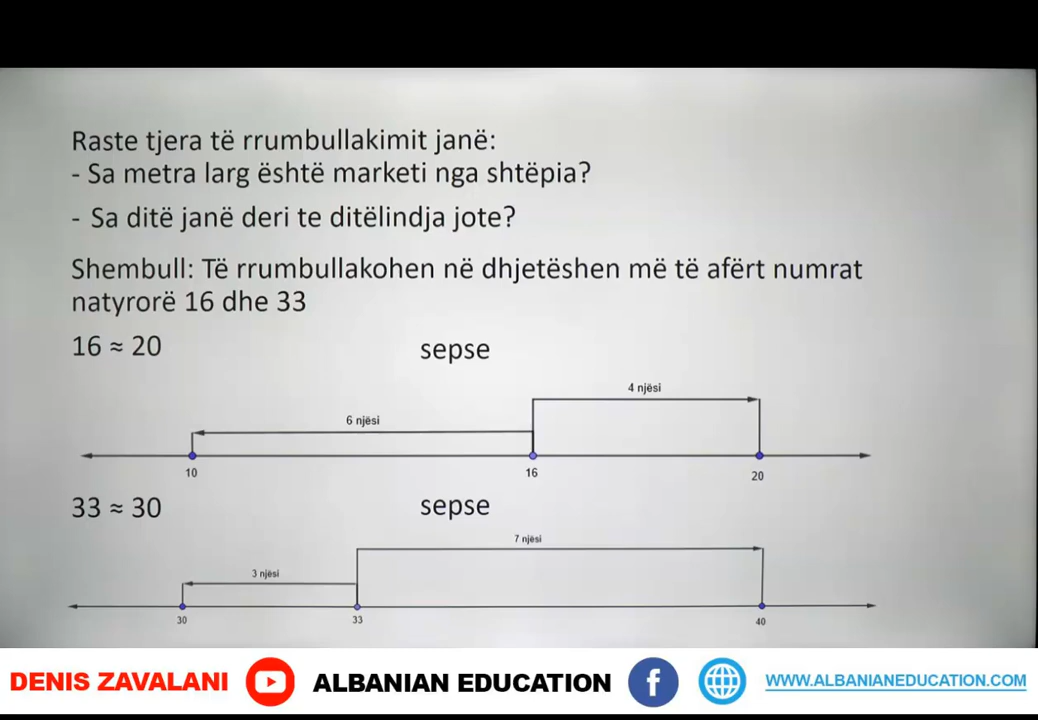 Raste tjera të rrumbullakimit janë:
- Sa metra larg është marketi nga shtëpia?
- Sa ditë janë deri te ditëlindja jote?
Shembull: Të rrumbullakohen në dhjetëshen më të afërt numrat
natyrorë 16 dhe 33
16 ≈ 20 sepse
4 njësi
6 njësi
10 16 20
33 ≈ 30 sepse
7 njësi
3 njësi
30 33 40
DENIS ZAVALANI ALBANIAN EDUCATION f WWW.ALBANIANEDUCATION.COM